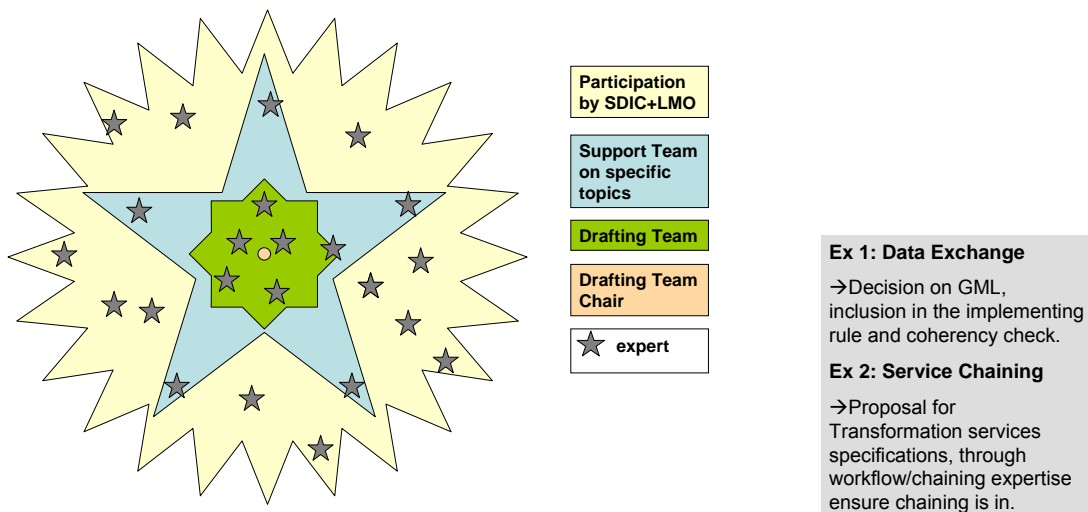 Participation
by SDIC+LMO
Support Team
on specific
topics
Drafting Team
Drafting Team
Chair
expert
Ex 1: Data Exchange
→Decision on GML,
inclusion in the implementing
rule and coherency check.
Ex 2: Service Chaining
→Proposal for
Transformation services
specifications, through
workflow/chaining expertise
ensure chaining is in.